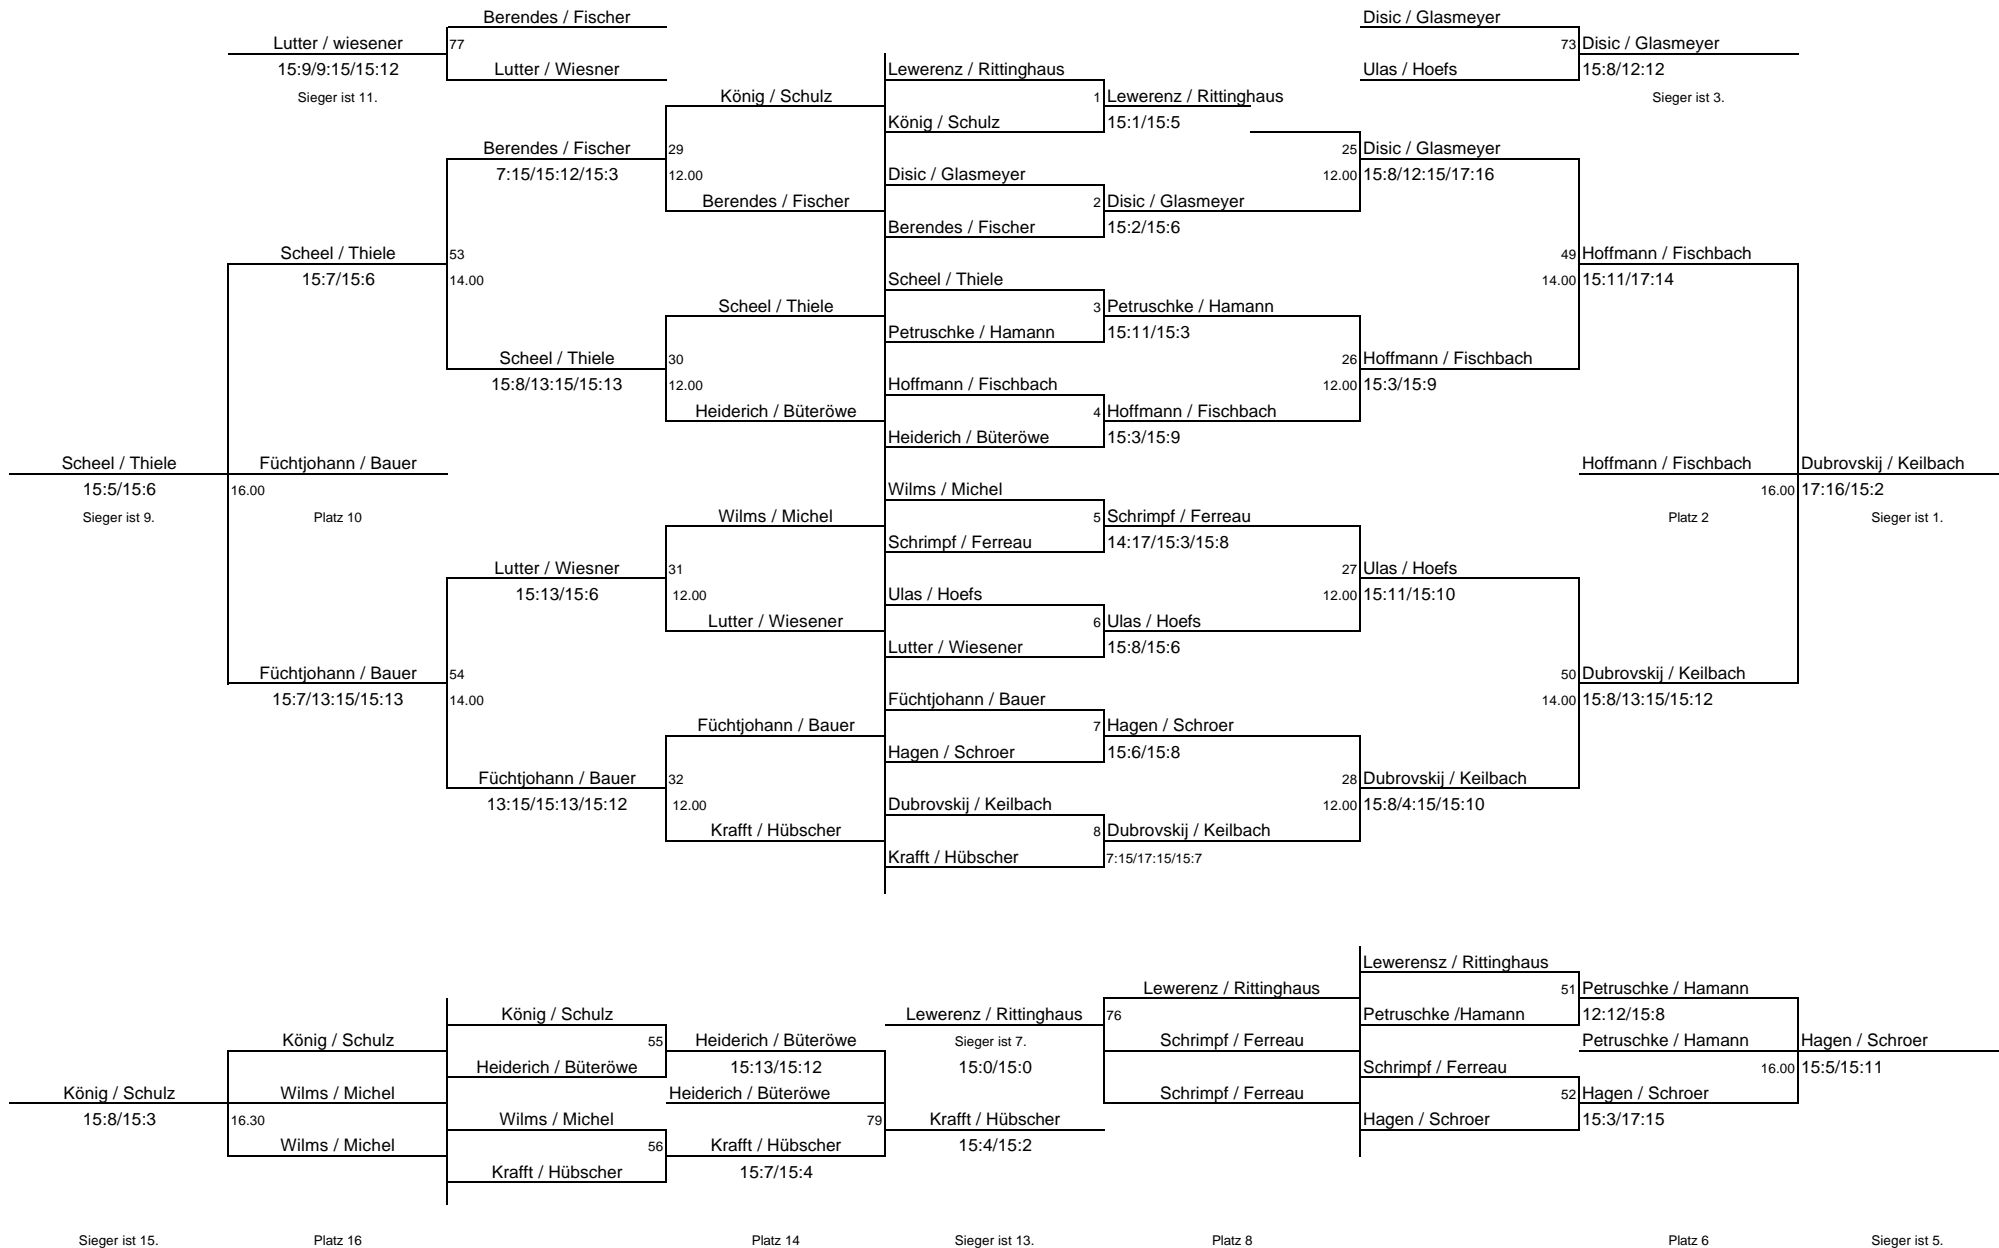 Berendes / Fischer
Disic / Glasmeyer
Lutter / wiesener
77
73
Disic / Glasmeyer
15:9/9:15/15:12
Lutter / Wiesner
Lewerenz / Rittinghaus
Ulas / Hoefs
15:8/12:12
Sieger ist 11.
König / Schulz
1
Lewerenz / Rittinghaus
Sieger ist 3.
König / Schulz
15:1/15:5
Berendes / Fischer
29
25
Disic / Glasmeyer
7:15/15:12/15:3
12.00
Disic / Glasmeyer
12.00
15:8/12:15/17:16
Berendes / Fischer
2
Disic / Glasmeyer
Berendes / Fischer
15:2/15:6
Scheel / Thiele
53
49
Hoffmann / Fischbach
15:7/15:6
14.00
Scheel / Thiele
14.00
15:11/17:14
Scheel / Thiele
3
Petruschke / Hamann
Petruschke / Hamann
15:11/15:3
Scheel / Thiele
30
26
Hoffmann / Fischbach
15:8/13:15/15:13
12.00
Hoffmann / Fischbach
12.00
15:3/15:9
Heiderich / Büteröwe
4
Hoffmann / Fischbach
Heiderich / Büteröwe
15:3/15:9
Scheel / Thiele
Füchtjohann / Bauer
Hoffmann / Fischbach
Dubrovskij / Keilbach
15:5/15:6
16.00
Wilms / Michel
16.00
17:16/15:2
Sieger ist 9.
Platz 10
Wilms / Michel
5
Schrimpf / Ferreau
Platz 2
Sieger ist 1.
Schrimpf / Ferreau
14:17/15:3/15:8
Lutter / Wiesner
31
27
Ulas / Hoefs
15:13/15:6
12.00
Ulas / Hoefs
12.00
15:11/15:10
Lutter / Wiesener
6
Ulas / Hoefs
Lutter / Wiesener
15:8/15:6
Füchtjohann / Bauer
54
50
Dubrovskij / Keilbach
15:7/13:15/15:13
14.00
Füchtjohann / Bauer
14.00
15:8/13:15/15:12
Füchtjohann / Bauer
7
Hagen / Schroer
Hagen / Schroer
15:6/15:8
Füchtjohann / Bauer
32
28
Dubrovskij / Keilbach
13:15/15:13/15:12
12.00
Dubrovskij / Keilbach
12.00
15:8/4:15/15:10
Krafft / Hübscher
8
Dubrovskij / Keilbach
Krafft / Hübscher
7:15/17:15/15:7
Lewerensz / Rittinghaus
Lewerenz / Rittinghaus
51
Petruschke / Hamann
König / Schulz
Lewerenz / Rittinghaus
76
Petruschke /Hamann
12:12/15:8
König / Schulz
55
Heiderich / Büteröwe
Sieger ist 7.
Schrimpf / Ferreau
Petruschke / Hamann
Hagen / Schroer
Heiderich / Büteröwe
15:13/15:12
15:0/15:0
Schrimpf / Ferreau
16.00
15:5/15:11
König / Schulz
Wilms / Michel
Heiderich / Büteröwe
Schrimpf / Ferreau
52
Hagen / Schroer
15:8/15:3
16.30
Wilms / Michel
79
Krafft / Hübscher
Hagen / Schroer
15:3/17:15
Wilms / Michel
56
Krafft / Hübscher
15:4/15:2
Krafft / Hübscher
15:7/15:4
Sieger ist 15.
Platz 16
Platz 14
Sieger ist 13.
Platz 8
Platz 6
Sieger ist 5.